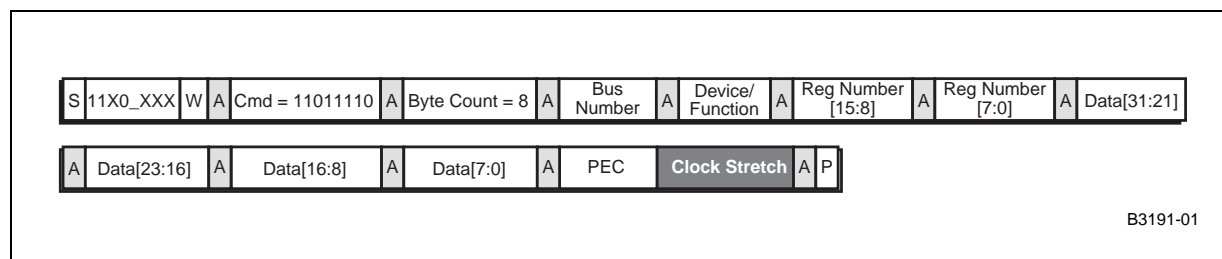 S 11X0_XXX W A Cmd = 11011110 A Byte Count = 8 A Bus Number A Device/ Function A Reg Number [15:8] A Reg Number [7:0] A Data[31:21]
A Data[23:16] A Data[16:8] A Data[7:0] A PEC Clock Stretch A P
B3191-01